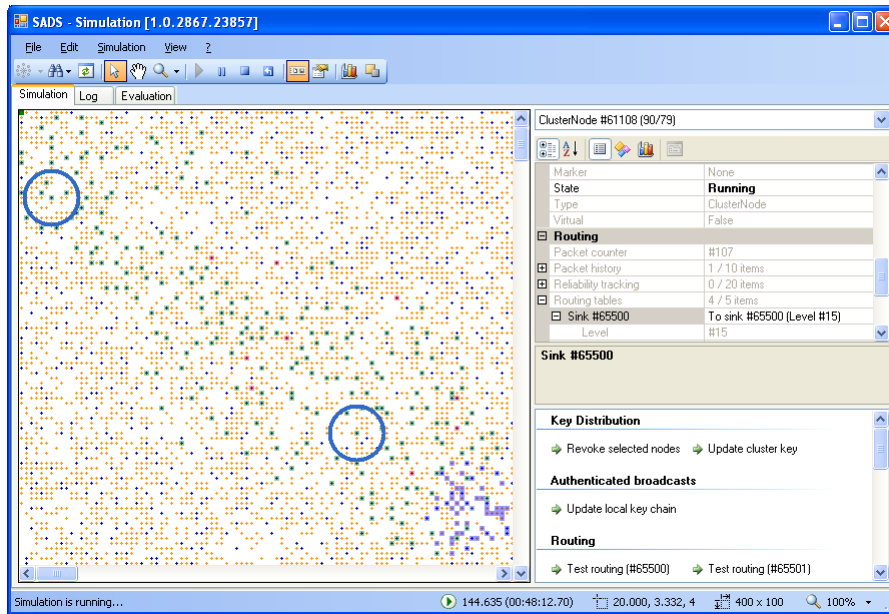 SADS - Simulation [1.0.2867.23857]
File Edit Simulation View ?
Simulation Log Evaluation
ClusterNode #61108 (90/79)
Marker None
State Running
Type ClusterNode
Virtual False
Routing
Packet counter #107
Packet history 1 / 10 items
Reliability tracking 0 / 20 items
Routing tables 4 / 5 items
Sink #65500 To sink #65500 (Level #15)
Level #15
Sink #65500
Key Distribution
Revoke selected nodes Update cluster key
Authenticated broadcasts
Update local key chain
Routing
Test routing (#65500) Test routing (#65501)
Simulation is running... 144.635 (00:48:12.70) 20.000, 3.332, 4 400 x 100 100%